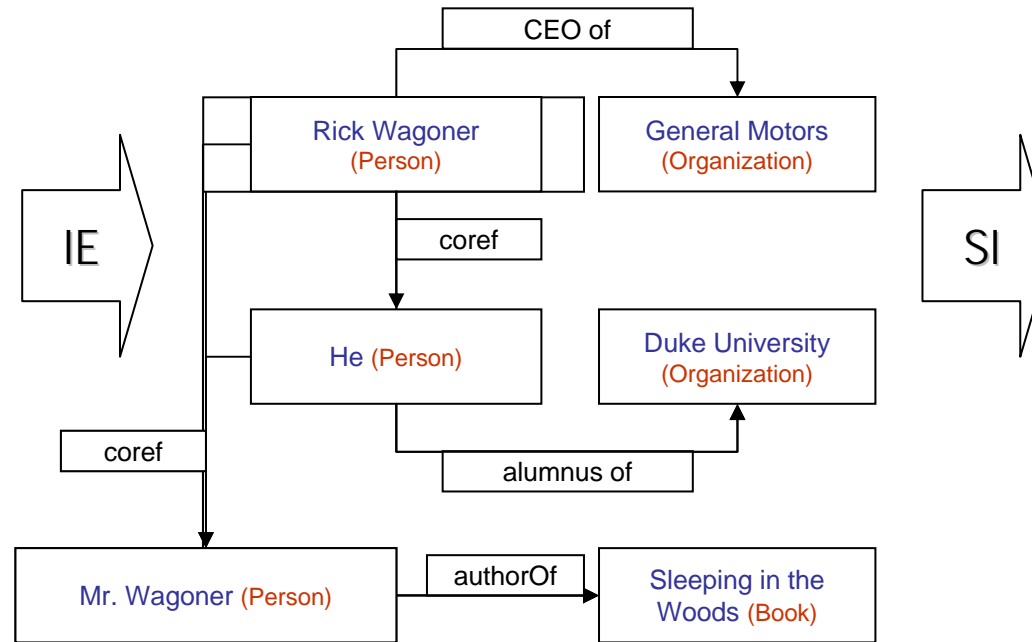 CEO of
Rick Wagoner
(Person)
General Motors
(Organization)
IE
SI
coref
He (Person)
Duke University
(Organization)
coref
alumnus of
Mr. Wagoner (Person)
authorOf
Sleeping in the
Woods (Book)